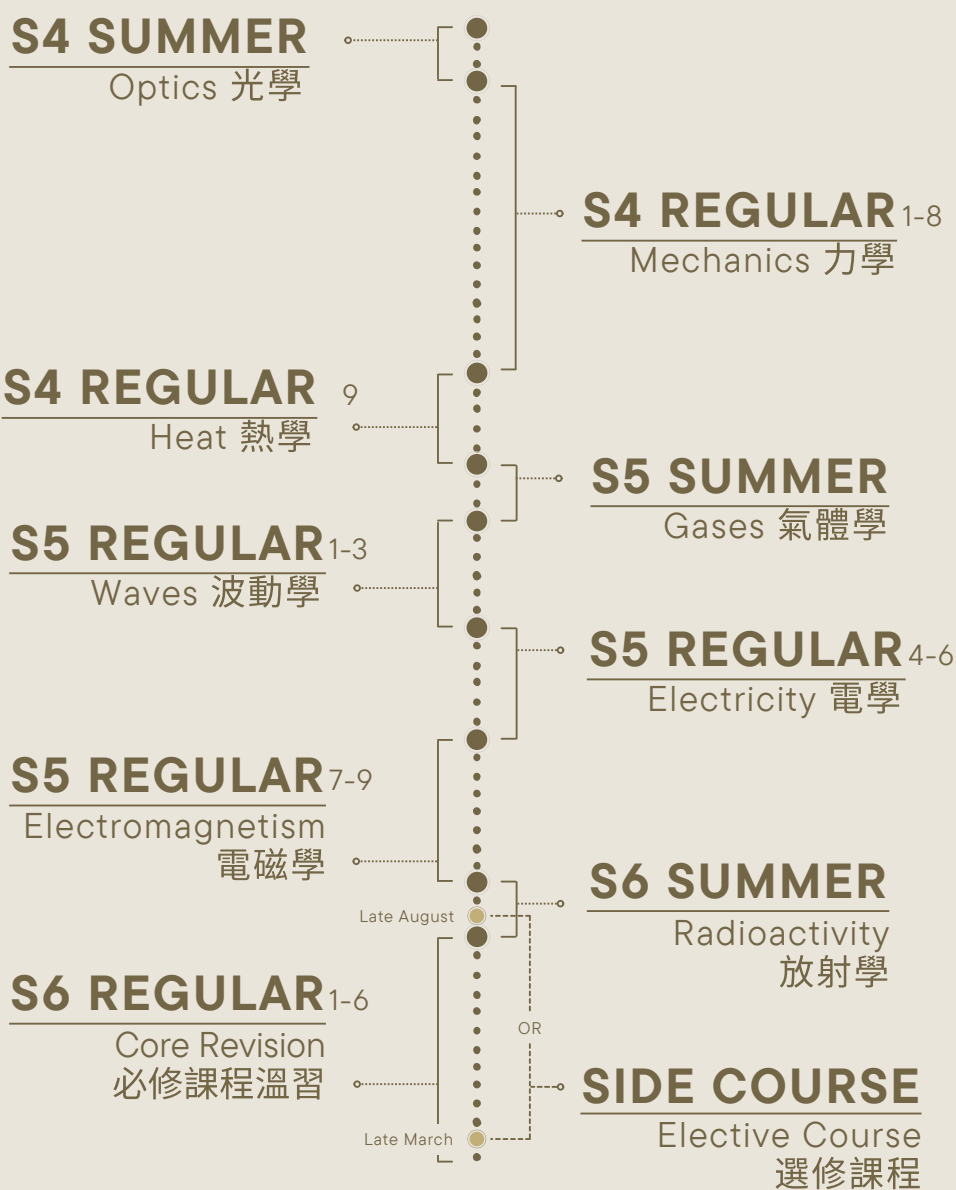 S4 SUMMER
Optics 光學
S4 REGULAR 1-8
Mechanics 力學
S4 REGULAR 9
Heat 熱學
S5 SUMMER
Gases 氣體學
S5 REGULAR 1-3
Waves 波動學
S5 REGULAR 4-6
Electricity 電學
S5 REGULAR 7-9
Electromagnetism
電磁學
S6 SUMMER
Radioactivity
放射學
Late August
S6 REGULAR 1-6
Core Revision
必修課程溫習
OR
SIDE COURSE
Elective Course
選修課程
Late March